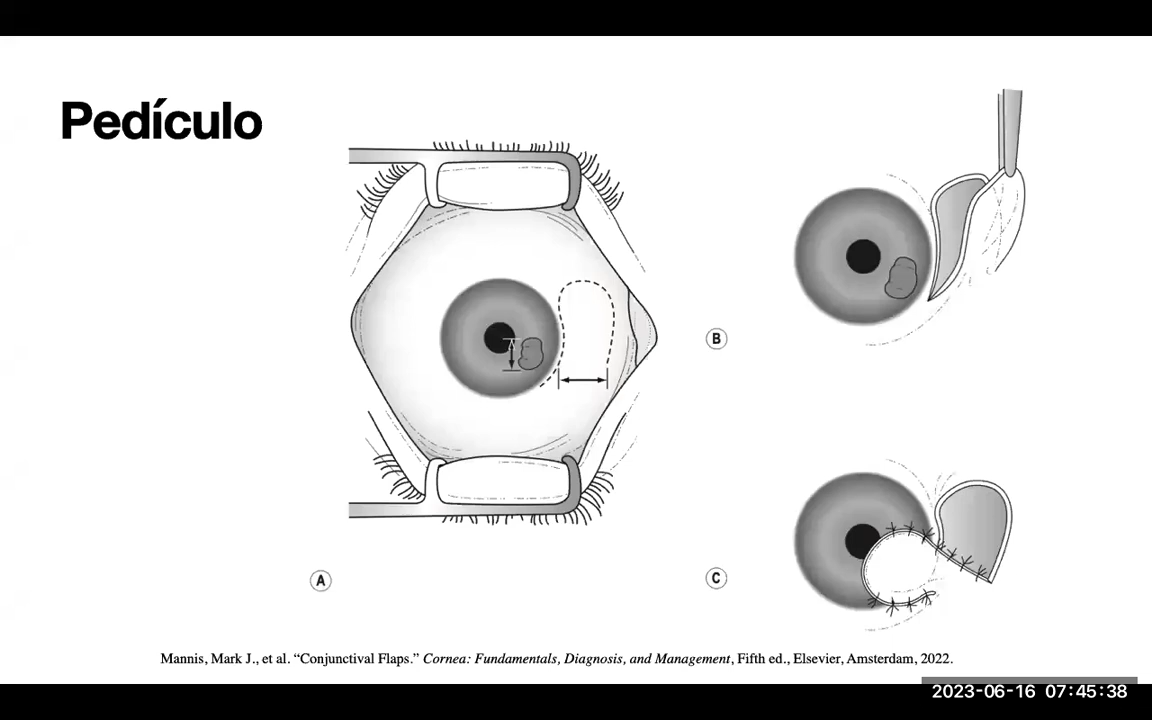 Pedículo
A
B
C
Mannis, Mark J., et al. “Conjunctival Flaps.” Cornea: Fundamentals, Diagnosis, and Management, Fifth ed., Elsevier, Amsterdam, 2022.
2023-06-16 07:45:38